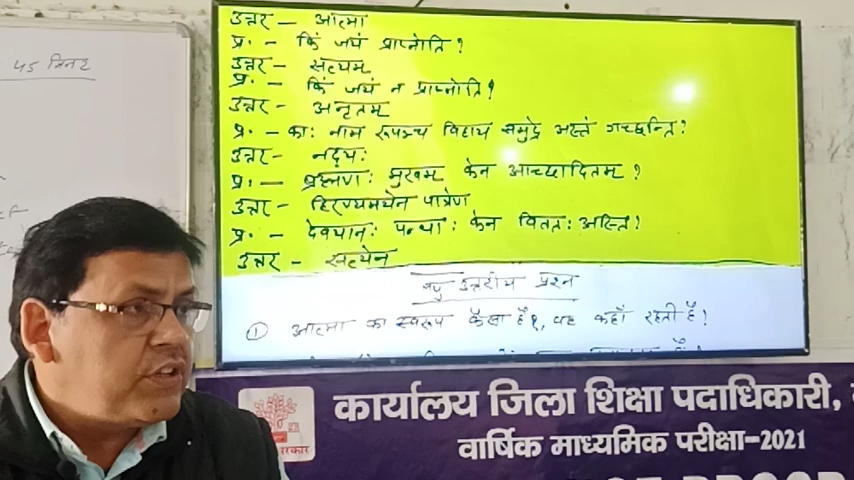 45 मिनट
उत्तर - आत्मा
प्र. - किं जयं प्राप्नोति ?
उत्तर - सत्यम्
प्र. - किं जयं न प्राप्नोति ?
उत्तर - अनृतम्
प्र. - काः नाम रूपञ्च विहाय समुद्रे अस्तं गच्छन्ति ?
उत्तर - नद्यः
प्र. - ब्रह्मणः मुखम् केन आच्छादितम् ?
उत्तर - हिरण्यमयेन पात्रेण
प्र. - देवयानः पन्थाः केन विततः अस्ति ?
उत्तर - सत्येन
लघु उत्तरीय प्रश्न
① आत्मा का स्वरूप कैसा है ?, वह कहाँ रहती है ?
कार्यालय जिला शिक्षा पदाधिकारी,
वार्षिक माध्यमिक परीक्षा-2021